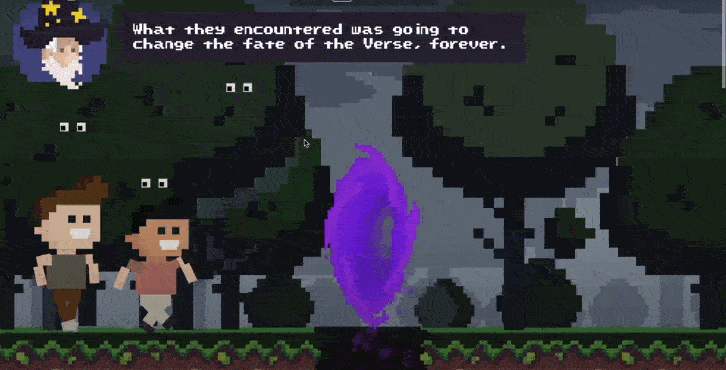 What they encountered was going to
change the fate of the Verse, forever.